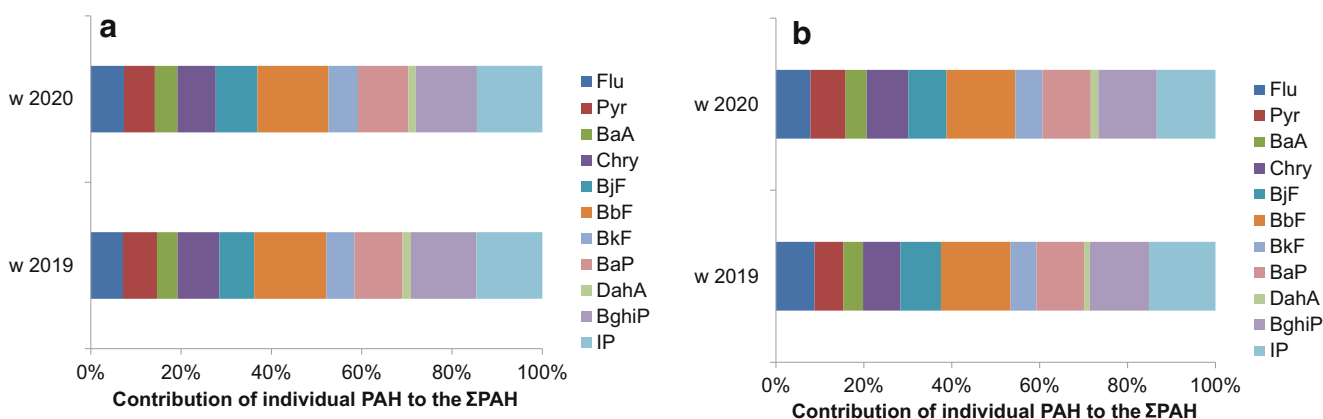 a
w 2020
w 2019
0% 20% 40% 60% 80% 100%
Contribution of individual PAH to the ΣPAH
Flu
Pyr
BaA
Chry
BjF
BbF
BkF
BaP
DahA
BghiP
IP
b
w 2020
w 2019
0% 20% 40% 60% 80% 100%
Contribution of individual PAH to the ΣPAH
Flu
Pyr
BaA
Chry
BjF
BbF
BkF
BaP
DahA
BghiP
IP